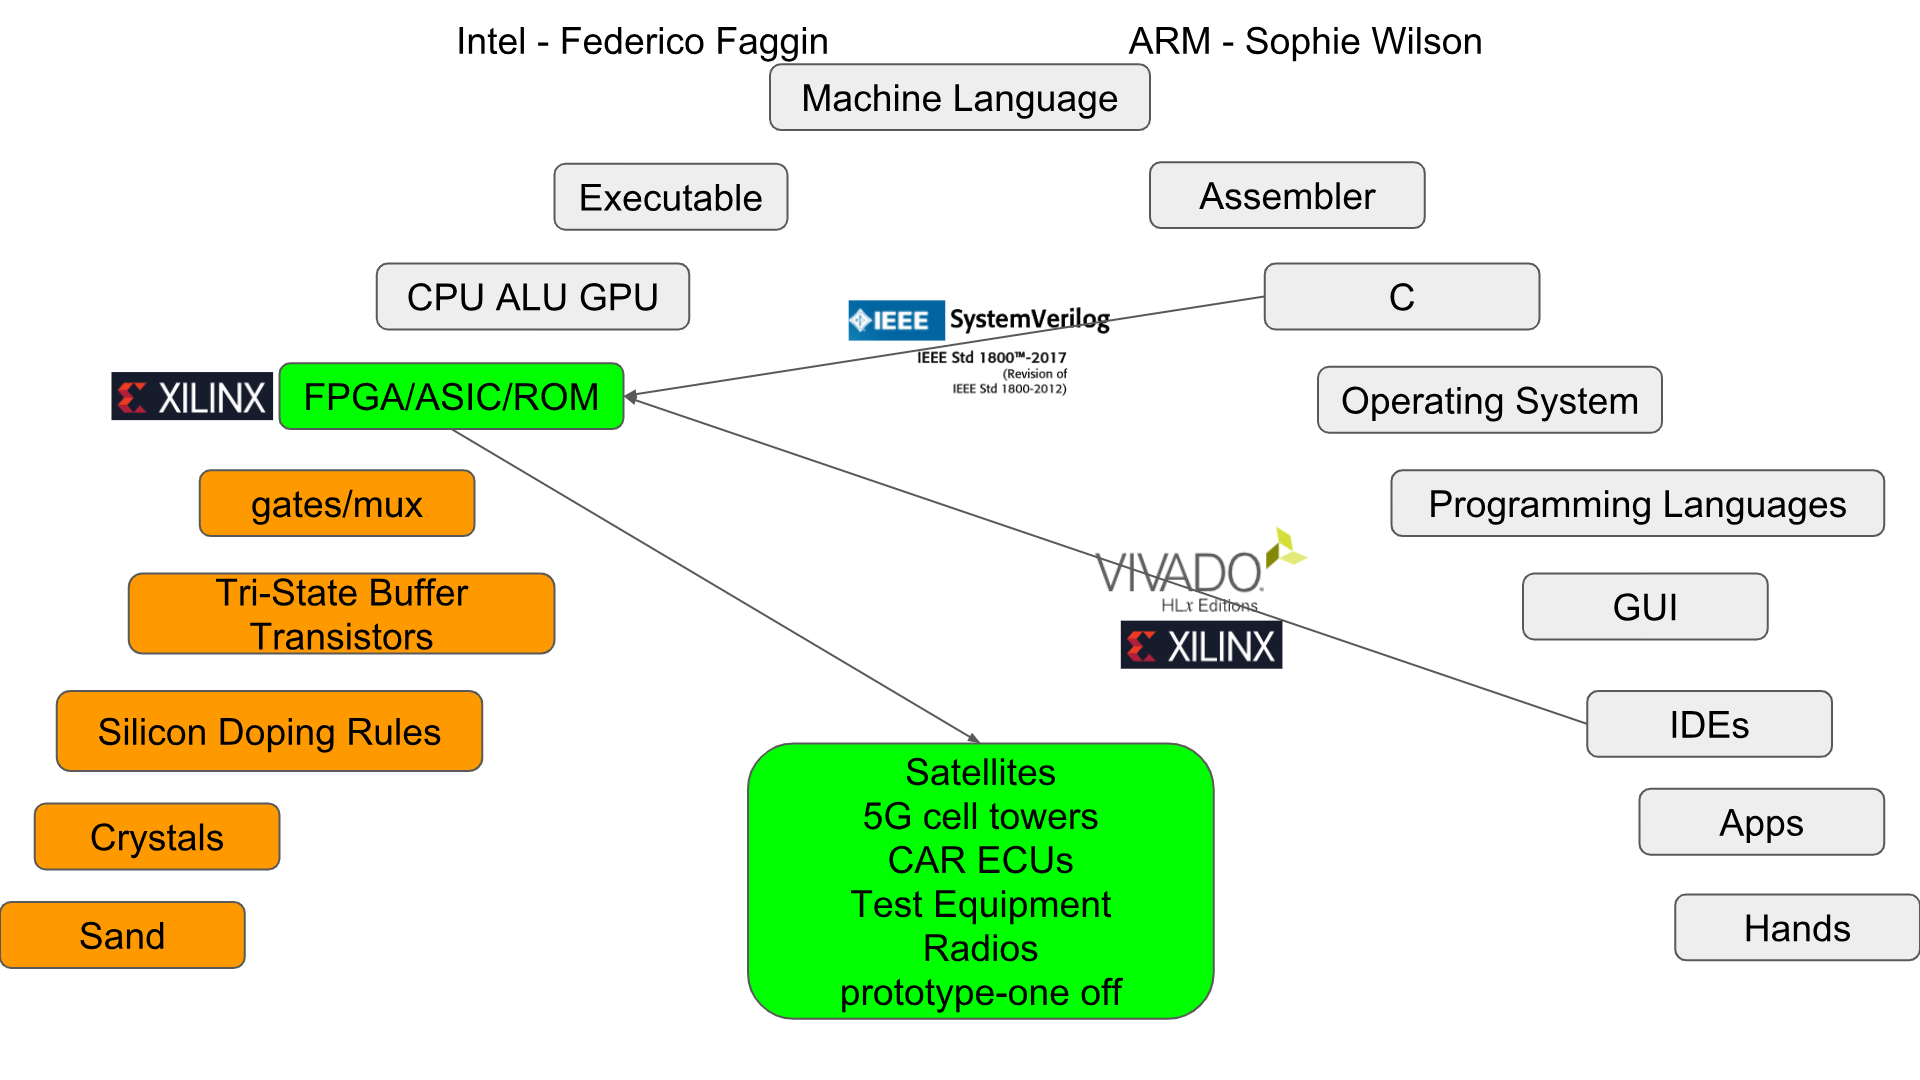 Intel - Federico Faggin
ARM - Sophie Wilson
Machine Language
Executable
Assembler
CPU ALU GPU
C
IEEE SystemVerilog
IEEE Std 1800™-2017
(Revision of
IEEE Std 1800-2012)
XILINX
FPGA/ASIC/ROM
Operating System
gates/mux
Programming Languages
Tri-State Buffer
Transistors
VIVADO.
HLx Editions
XILINX
GUI
Silicon Doping Rules
IDEs
Satellites
5G cell towers
CAR ECUs
Test Equipment
Radios
prototype-one off
Crystals
Apps
Sand
Hands